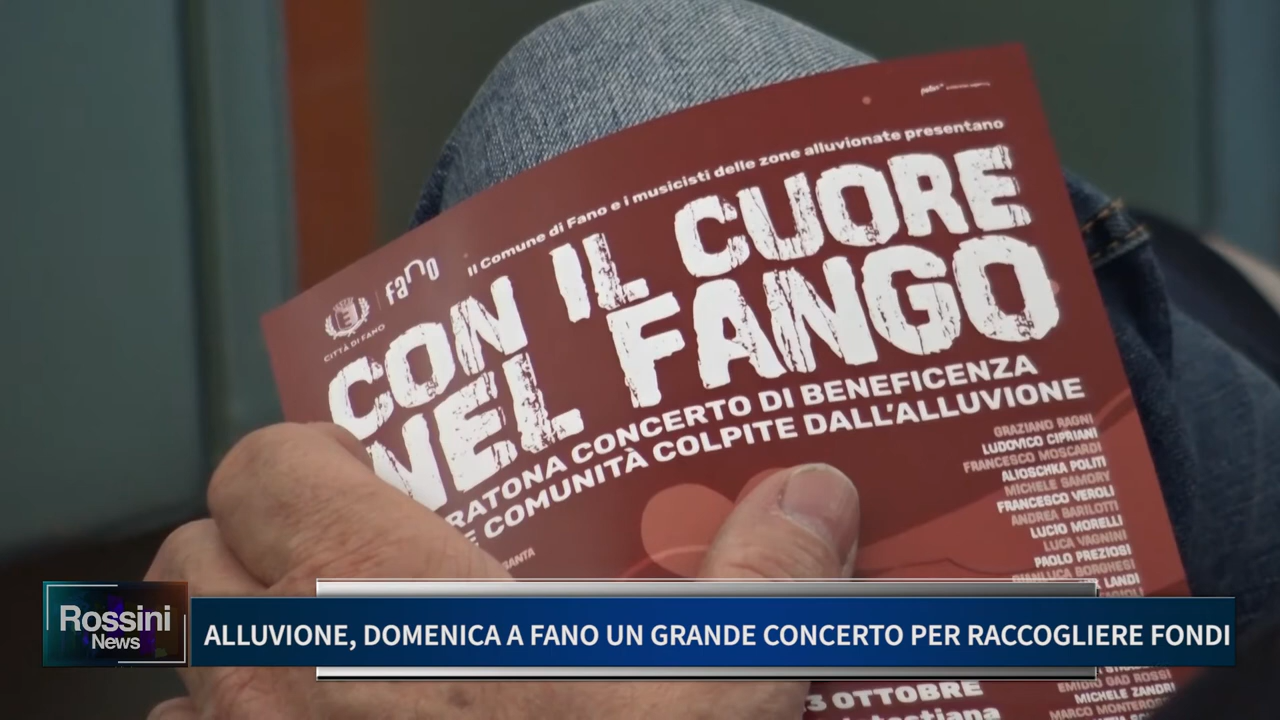 Il Comune di Fano e i musicisti delle zone alluvionate presentano
fano
CITTÀ DI FANO
CON IL CUORE
NEL FANGO
RATONA CONCERTO DI BENEFICENZA
E COMUNITÀ COLPITE DALL'ALLUVIONE
GRAZIANO RAGNI
LUDOVICO CIPRIANI
FRANCESCO MOSCARDI
ALIOSCHKA POLITI
MICHELE SAMORY
FRANCESCO VEROLI
ANDREA BARILOTTI
LUCIO MORELLI
LUCA VAGNINI
PAOLO PREZIOSI
GIANLUCA BORGHESI
LANDI
Rossini
News
ALLUVIONE, DOMENICA A FANO UN GRANDE CONCERTO PER RACCOGLIERE FONDI
EMIDIO GAD ROSSI
MICHELE ZANDRI
3 OTTOBRE